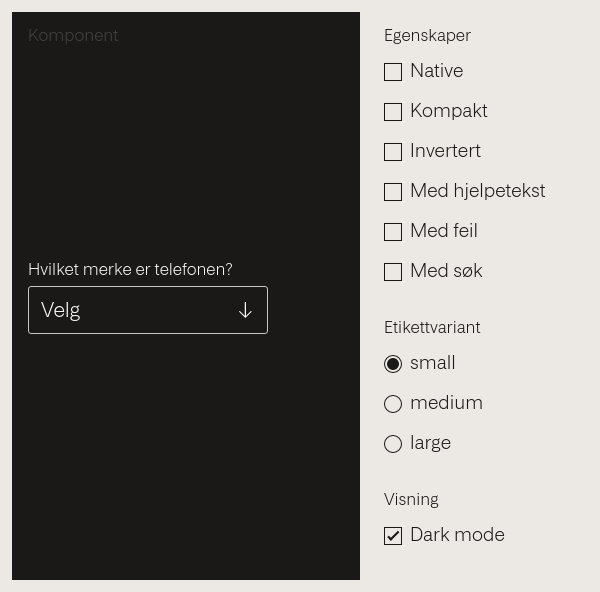 Komponent
Hvilket merke er telefonen?
Velg
Egenskaper
Native
Kompakt
Invertert
Med hjelpetekst
Med feil
Med søk
Etikettvariant
small
medium
large
Visning
Dark mode